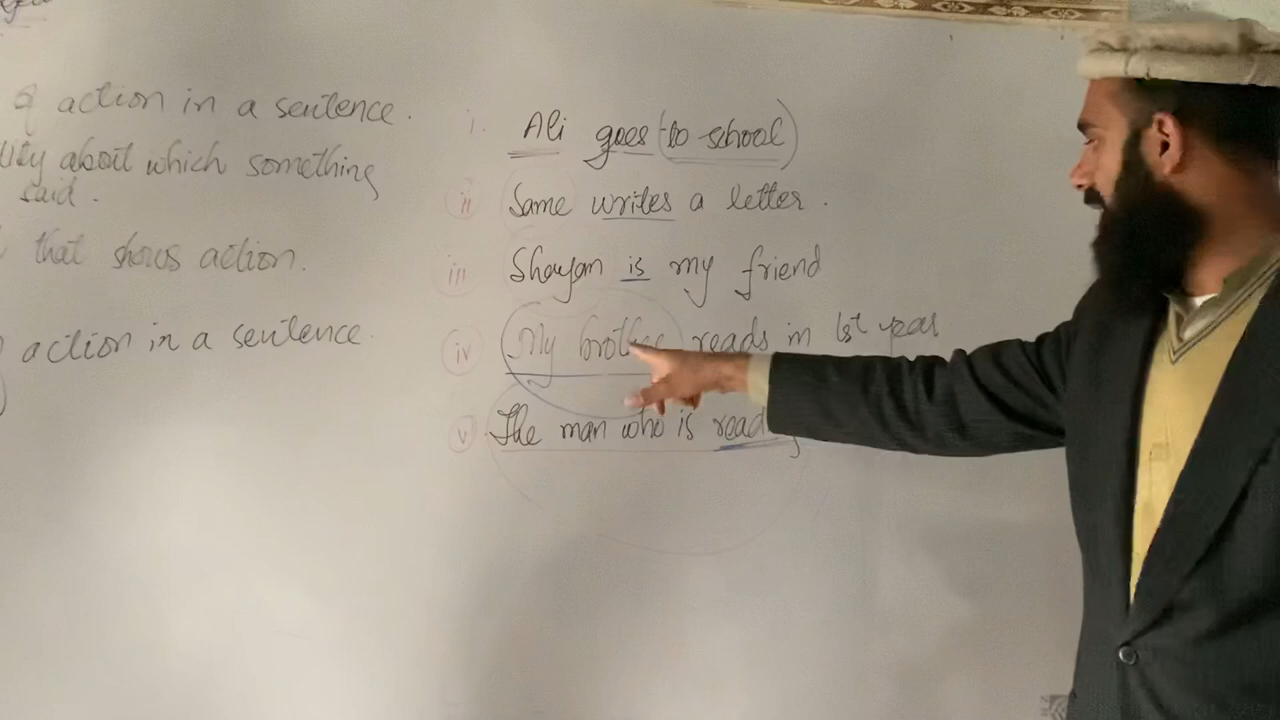 of action in a sentence.
about which something
said.
that shows action.
action in a sentence.
i. Ali goes (to school)
ii Same writes a letter.
iii Shayan is my friend
iv My brother reads in 1st year
v. The man who is